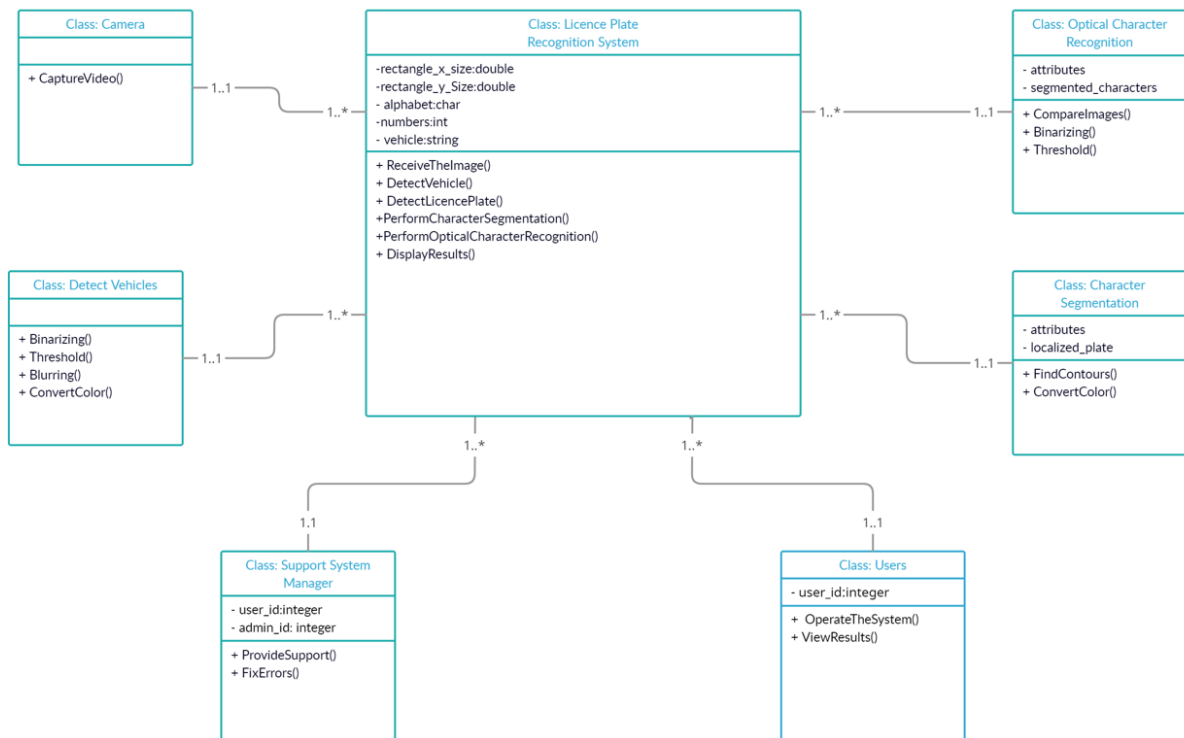 Class: Camera
+ CaptureVideo()
1..1
1..*
Class: Licence Plate
Recognition System
-rectangle_x_size:double
-rectangle_y_Size:double
- alphabet:char
-numbers:int
- vehicle:string
+ ReceiveTheImage()
+ DetectVehicle()
+ DetectLicencePlate()
+PerformCharacterSegmentation()
+PerformOpticalCharacterRecognition()
+ DisplayResults()
1..*
1..1
Class: Optical Character
Recognition
- attributes
- segmented_characters
+ CompareImages()
+ Binarizing()
+ Threshold()
Class: Detect Vehicles
+ Binarizing()
+ Threshold()
+ Blurring()
+ ConvertColor()
1..1
1..*
1..*
1..1
Class: Character
Segmentation
- attributes
- localized_plate
+ FindContours()
+ ConvertColor()
1..*
1..*
1.1
1..1
Class: Support System
Manager
- user_id:integer
- admin_id: integer
+ ProvideSupport()
+ FixErrors()
Class: Users
- user_id:integer
+ OperateTheSystem()
+ ViewResults()